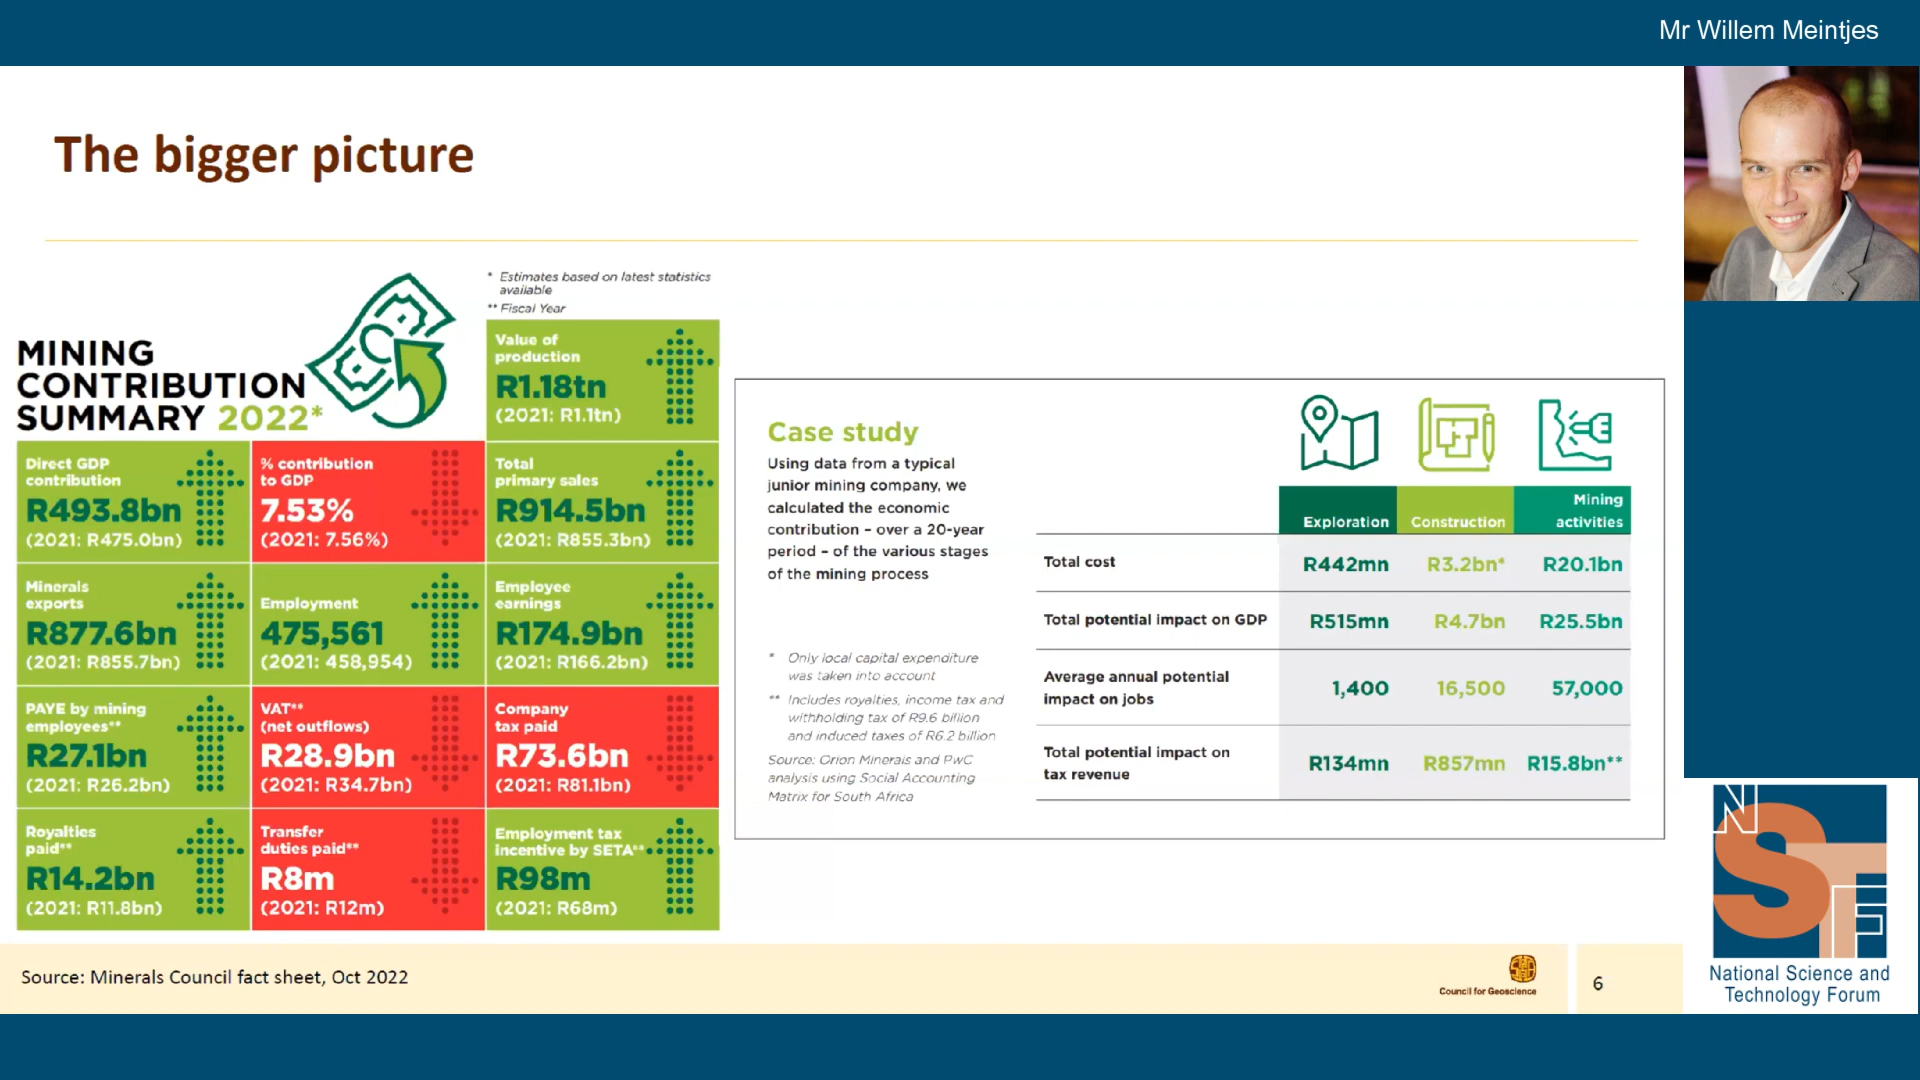 Mr Willem Meintjes
The bigger picture
* Estimates based on latest statistics
available
** Fiscal Year
MINING
CONTRIBUTION
SUMMARY 2022*
Value of
production
R1.18tn
(2021: R1.1tn)
Direct GDP
contribution
R493.8bn
(2021: R475.0bn)
% contribution
to GDP
7.53%
(2021: 7.56%)
Total
primary sales
R914.5bn
(2021: R855.3bn)
Minerals
exports
R877.6bn
(2021: R855.7bn)
Employment
475,561
(2021: 458,954)
Employee
earnings
R174.9bn
(2021: R166.2bn)
PAYE by mining
employees**
R27.1bn
(2021: R26.2bn)
VAT**
(net outflows)
R28.9bn
(2021: R34.7bn)
Company
tax paid
R73.6bn
(2021: R81.1bn)
Royalties
paid**
R14.2bn
(2021: R11.8bn)
Transfer
duties paid**
R8m
(2021: R12m)
Employment tax
incentive by SETA**
R98m
(2021: R68m)
Case study
Using data from a typical
junior mining company, we
calculated the economic
contribution – over a 20-year
period – of the various stages
of the mining process
* Only local capital expenditure
was taken into account
** Includes royalties, income tax and
withholding tax of R9.6 billion
and induced taxes of R6.2 billion
Source: Orion Minerals and PwC
analysis using Social Accounting
Matrix for South Africa
Exploration Construction Mining activities
Total cost R442mn R3.2bn* R20.1bn
Total potential impact on GDP R515mn R4.7bn R25.5bn
Average annual potential
impact on jobs 1,400 16,500 57,000
Total potential impact on
tax revenue R134mn R857mn R15.8bn**
Source: Minerals Council fact sheet, Oct 2022
Council for Geoscience
6
NSTF
National Science and
Technology Forum